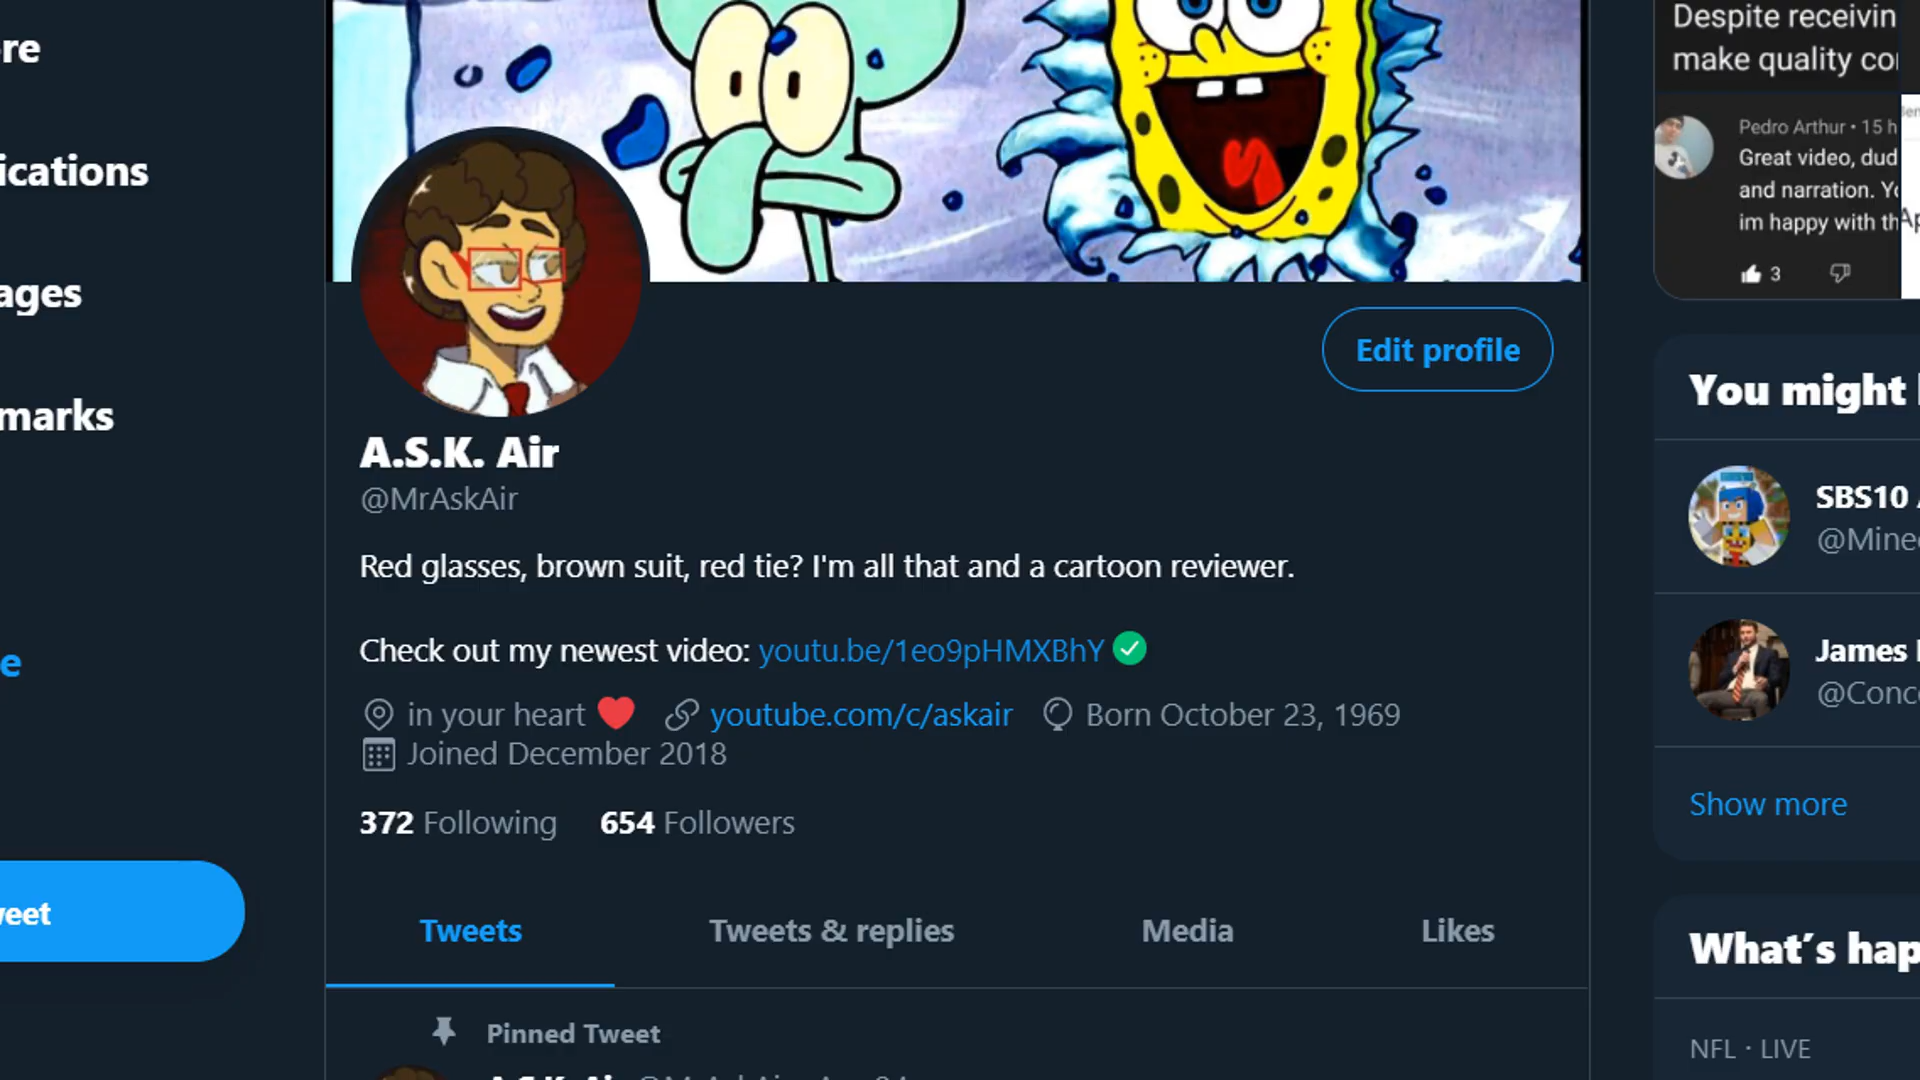 re
ications
ages
marks
e
weet
Edit profile
A.S.K. Air
@MrAskAir
Red glasses, brown suit, red tie? I'm all that and a cartoon reviewer.
Check out my newest video: youtu.be/1eo9pHMXBhY
in your heart youtube.com/c/askair Born October 23, 1969
Joined December 2018
372 Following 654 Followers
Tweets Tweets & replies Media Likes
Pinned Tweet
Despite receivin
make quality co
Pedro Arthur • 15 h
Great video, dud
and narration. Yo
im happy with th
3
You might
SBS10
@Mine
James
@Conc
Show more
What's hap
NFL · LIVE